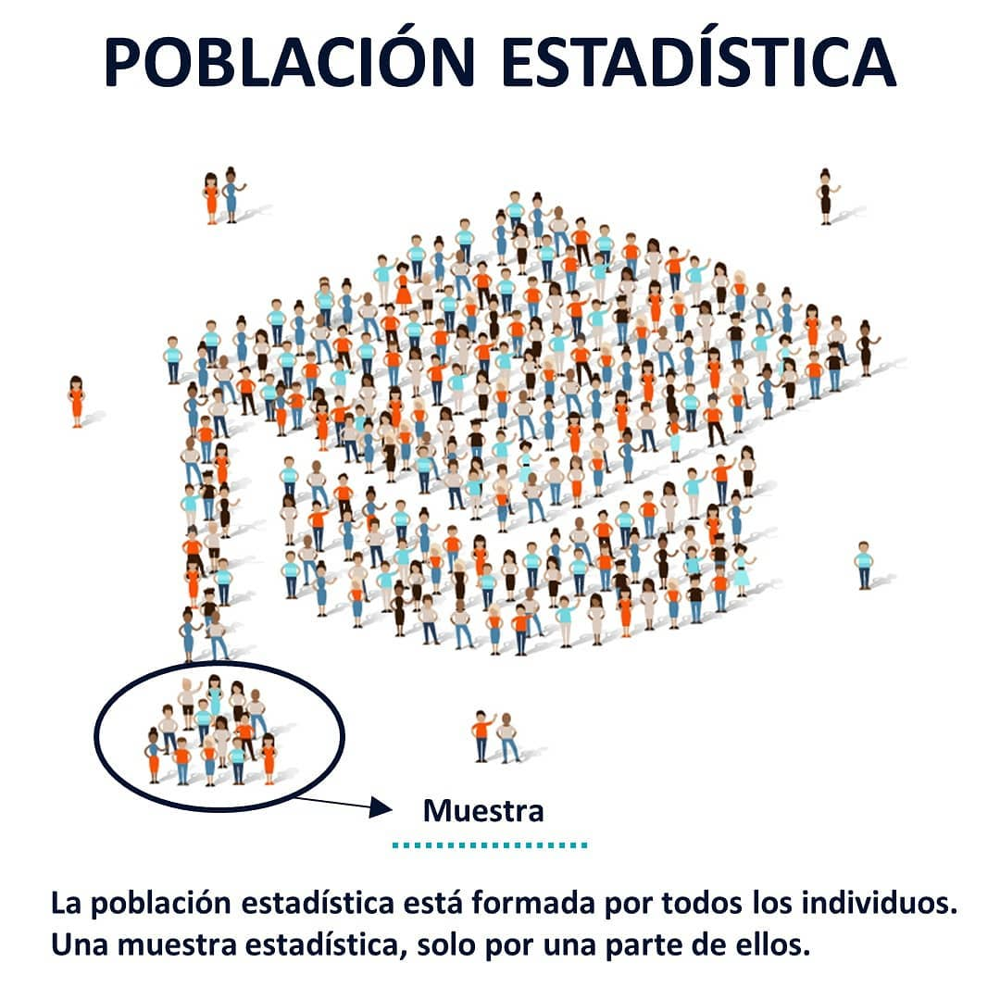 POBLACIÓN ESTADÍSTICA
Muestra
La población estadística está formada por todos los individuos.
Una muestra estadística, solo por una parte de ellos.